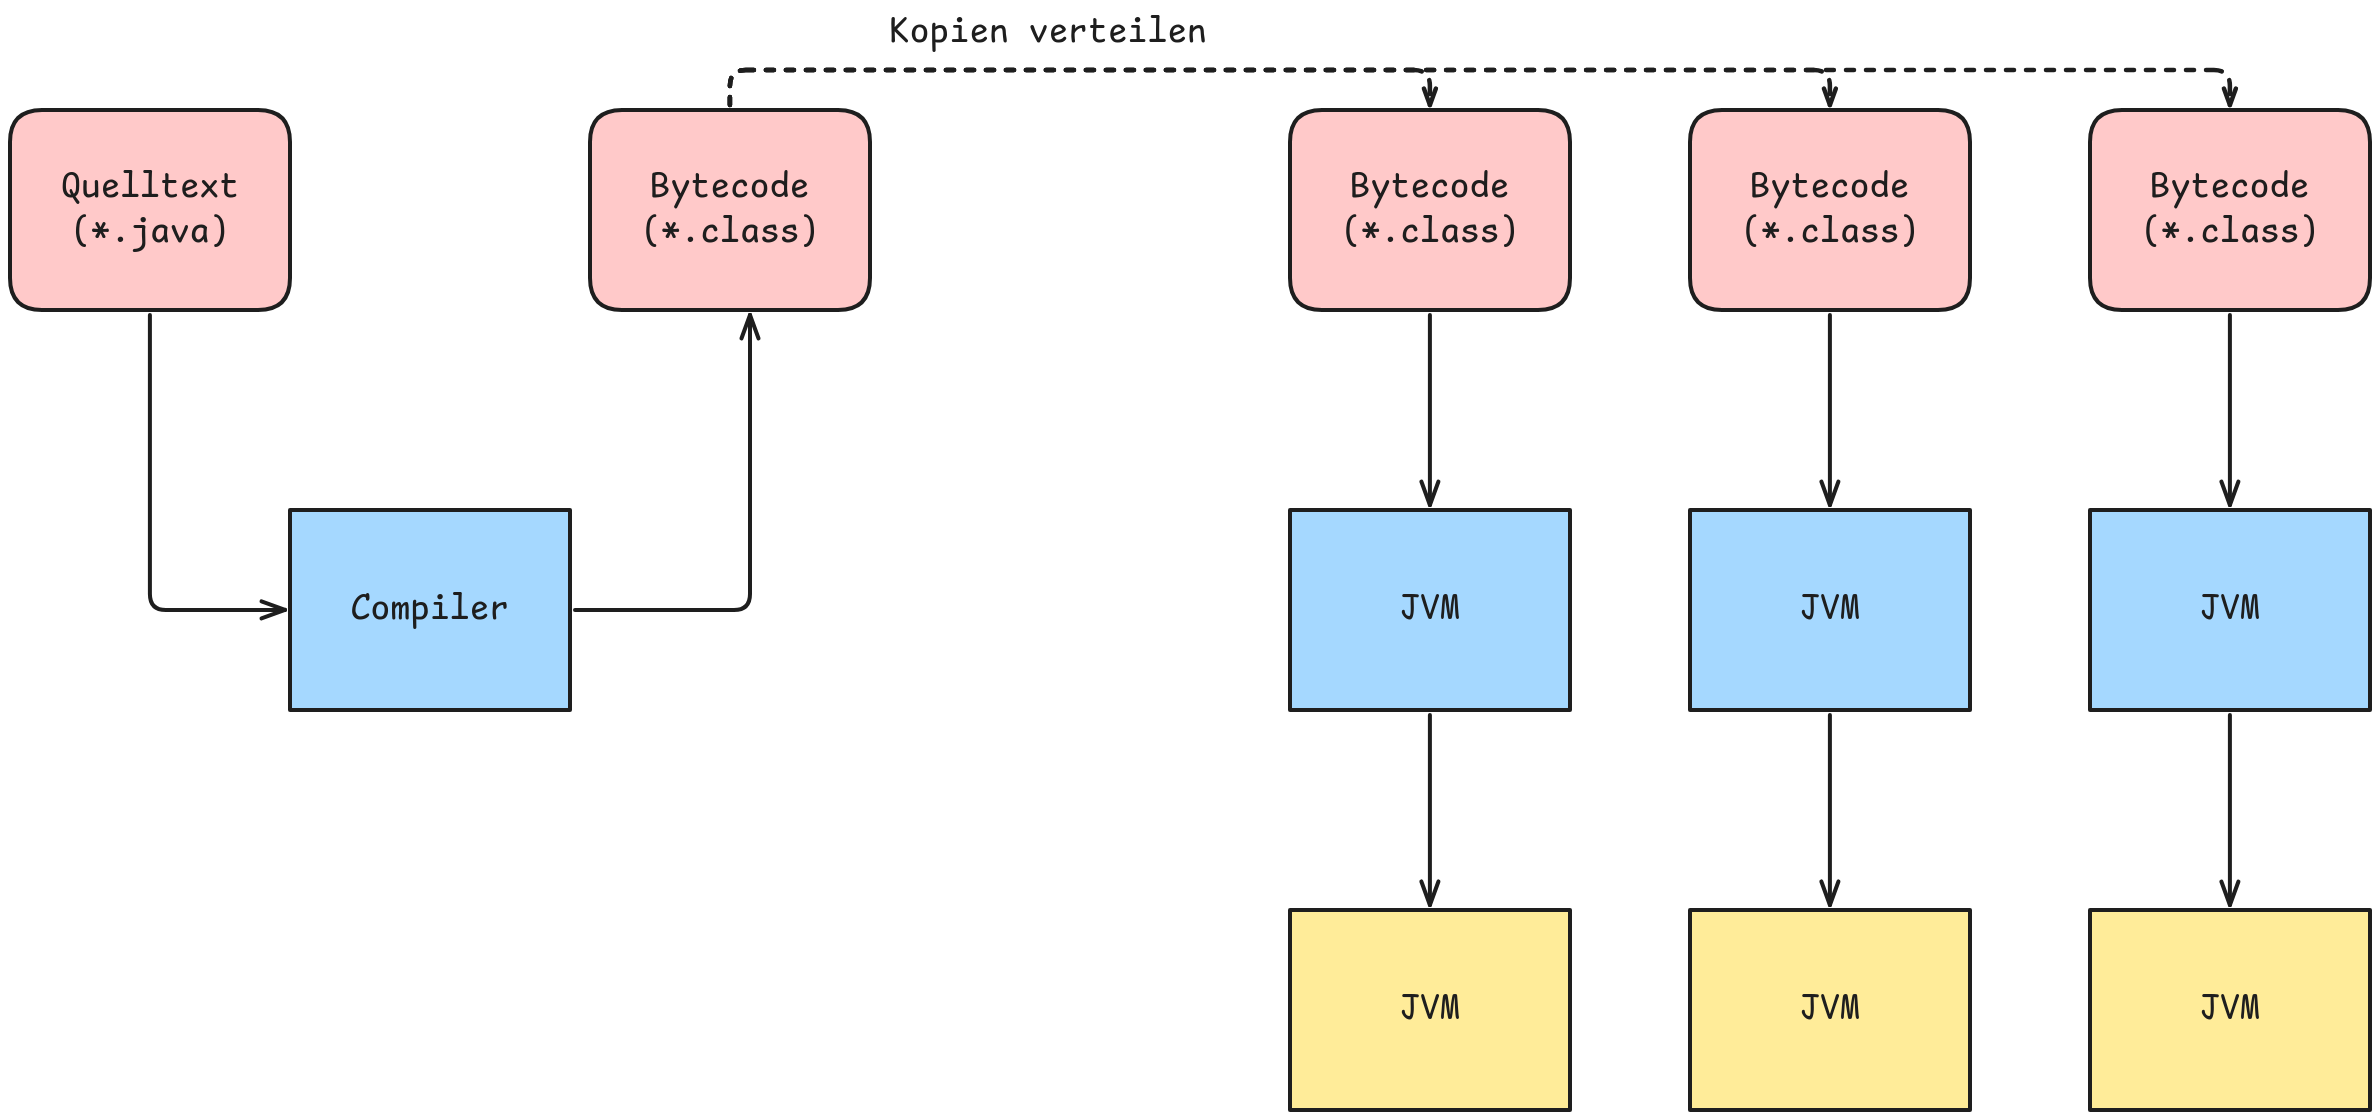 Kopien verteilen
Quelltext
(*.java)
Bytecode
(*.class)
Bytecode
(*.class)
Bytecode
(*.class)
Bytecode
(*.class)
Compiler
JVM
JVM
JVM
JVM
JVM
JVM